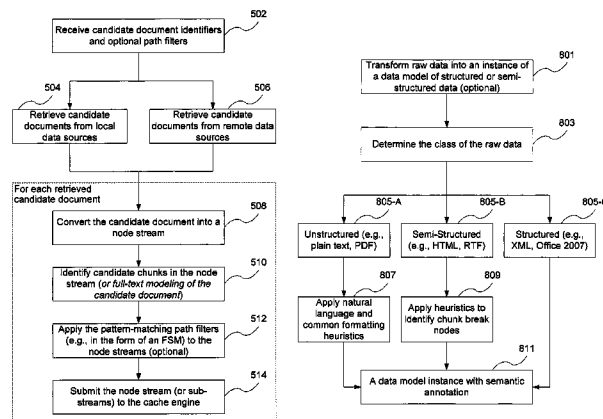 502
Receive candidate document identifiers
and optional path filters
504
506
Retrieve candidate
documents from local
data sources
Retrieve candidate
documents from remote data
sources
For each retrieved
candidate document
508
Convert the candidate document into a
node stream
510
Identify candidate chunks in the node
stream (or full-text modeling of the
candidate document)
512
Apply the pattern-matching path filters
(e.g., in the form of an FSM) to the
node streams (optional)
514
Submit the node stream (or sub-
streams) to the cache engine
801
Transform raw data into an instance of
a data model of structured or semi-
structured data (optional)
803
Determine the class of the raw data
805-A
805-B
Unstructured (e.g.,
plain text, PDF)
Semi-Structured
(e.g., HTML, RTF)
Structured (e.g.,
XML, Office 2007)
807
809
Apply natural
language and
common formatting
heuristics
Apply heuristics to
identify chunk break
nodes
811
A data model instance with semantic
annotation